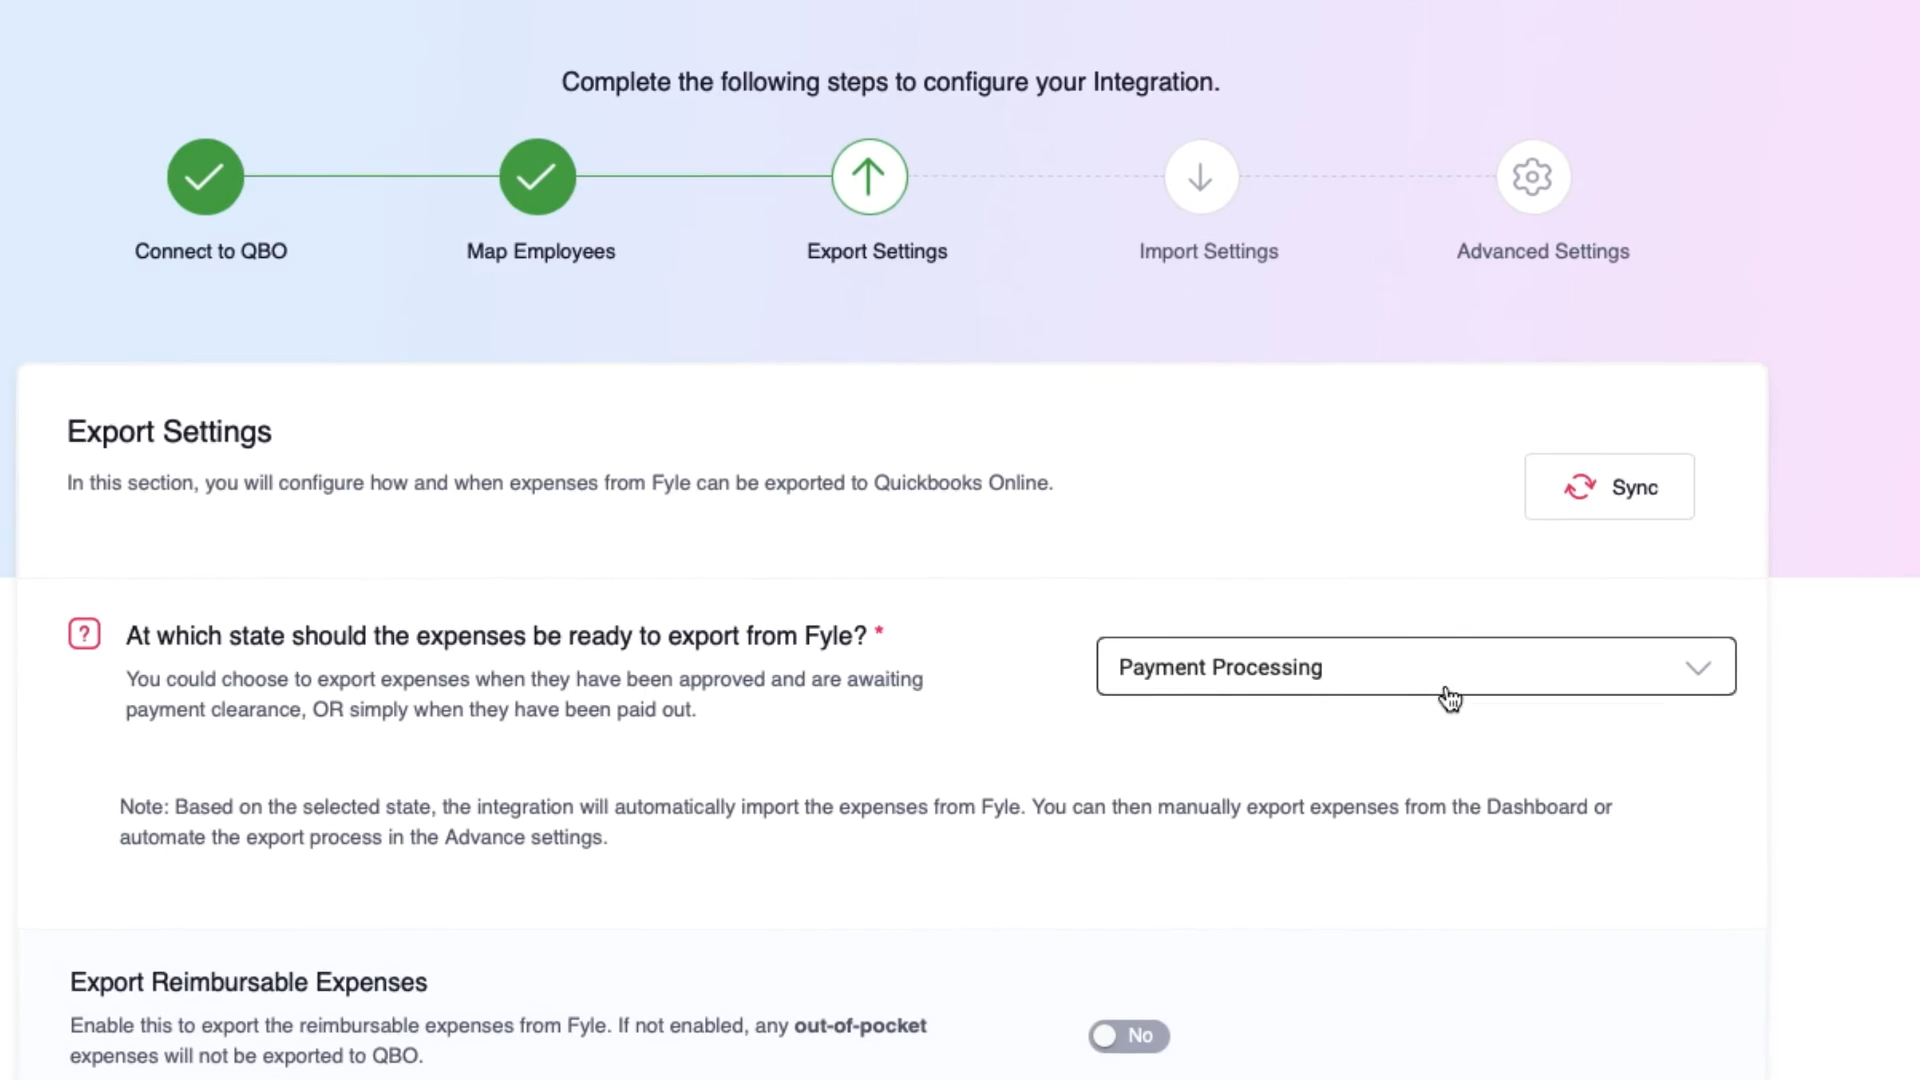 Complete the following steps to configure your Integration.
Connect to QBO
Map Employees
Export Settings
Import Settings
Advanced Settings
Export Settings
In this section, you will configure how and when expenses from Fyle can be exported to Quickbooks Online.
Sync
? At which state should the expenses be ready to export from Fyle? *
You could choose to export expenses when they have been approved and are awaiting
payment clearance, OR simply when they have been paid out.
Payment Processing
Note: Based on the selected state, the integration will automatically import the expenses from Fyle. You can then manually export expenses from the Dashboard or
automate the export process in the Advance settings.
Export Reimbursable Expenses
Enable this to export the reimbursable expenses from Fyle. If not enabled, any out-of-pocket
expenses will not be exported to QBO.
No